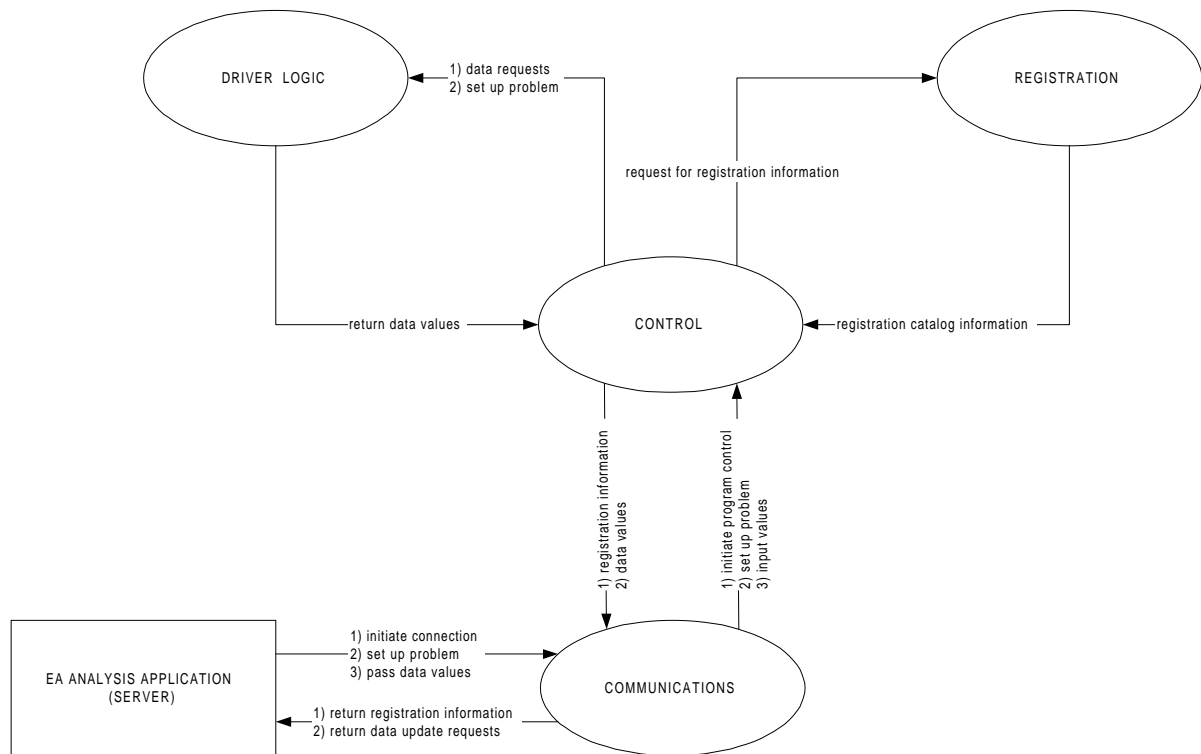 DRIVER LOGIC
1) data requests
2) set up problem
REGISTRATION
request for registration information
return data values
CONTROL
registration catalog information
1) registration information
2) data values
1) initiate program control
2) set up problem
3) input values
EA ANALYSIS APPLICATION
(SERVER)
1) initiate connection
2) set up problem
3) pass data values
COMMUNICATIONS
1) return registration information
2) return data update requests